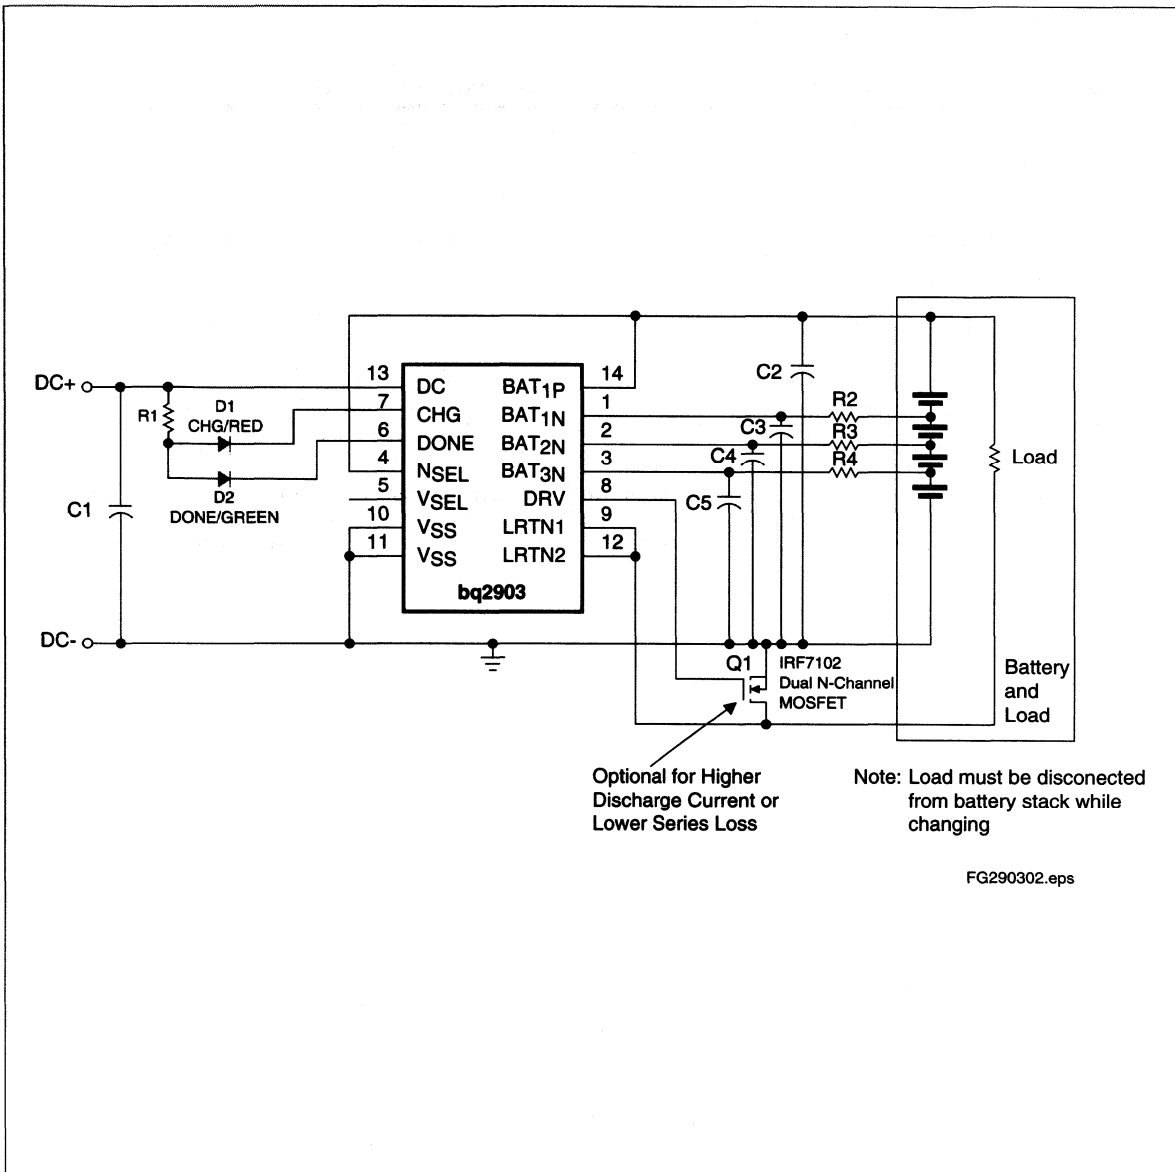 C2
DC+
13
DC
BAT1P
14
R1
D1
CHG/RED
7
CHG
BAT1N
1
C3
R2
6
DONE
BAT2N
2
C4
R3
4
NSEL
BAT3N
3
R4
Load
D2
DONE/GREEN
5
VSEL
DRV
8
C5
C1
10
VSS
LRTN1
9
11
VSS
LRTN2
12
bq2903
DC-
Q1
IRF7102
Dual N-Channel
MOSFET
Battery
and
Load
Optional for Higher
Discharge Current or
Lower Series Loss
Note: Load must be disconected
from battery stack while
changing
FG290302.eps